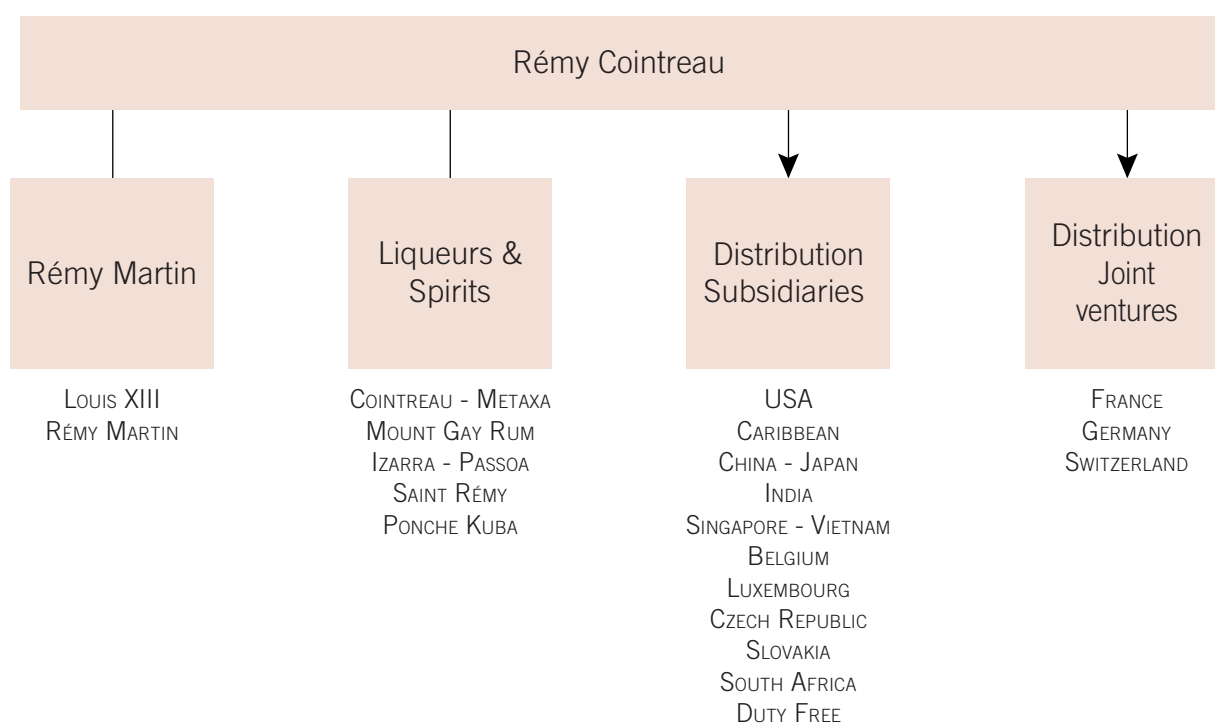 Rémy Cointreau
Rémy Martin
Louis XIII
Rémy Martin
Liqueurs &
Spirits
Cointreau - Metaxa
Mount Gay Rum
Izarra - Passoa
Saint Rémy
Ponche Kuba
Distribution
Subsidiaries
USA
Caribbean
China - Japan
India
Singapore - Vietnam
Belgium
Luxembourg
Czech Republic
Slovakia
South Africa
Duty Free
Distribution
Joint
ventures
France
Germany
Switzerland